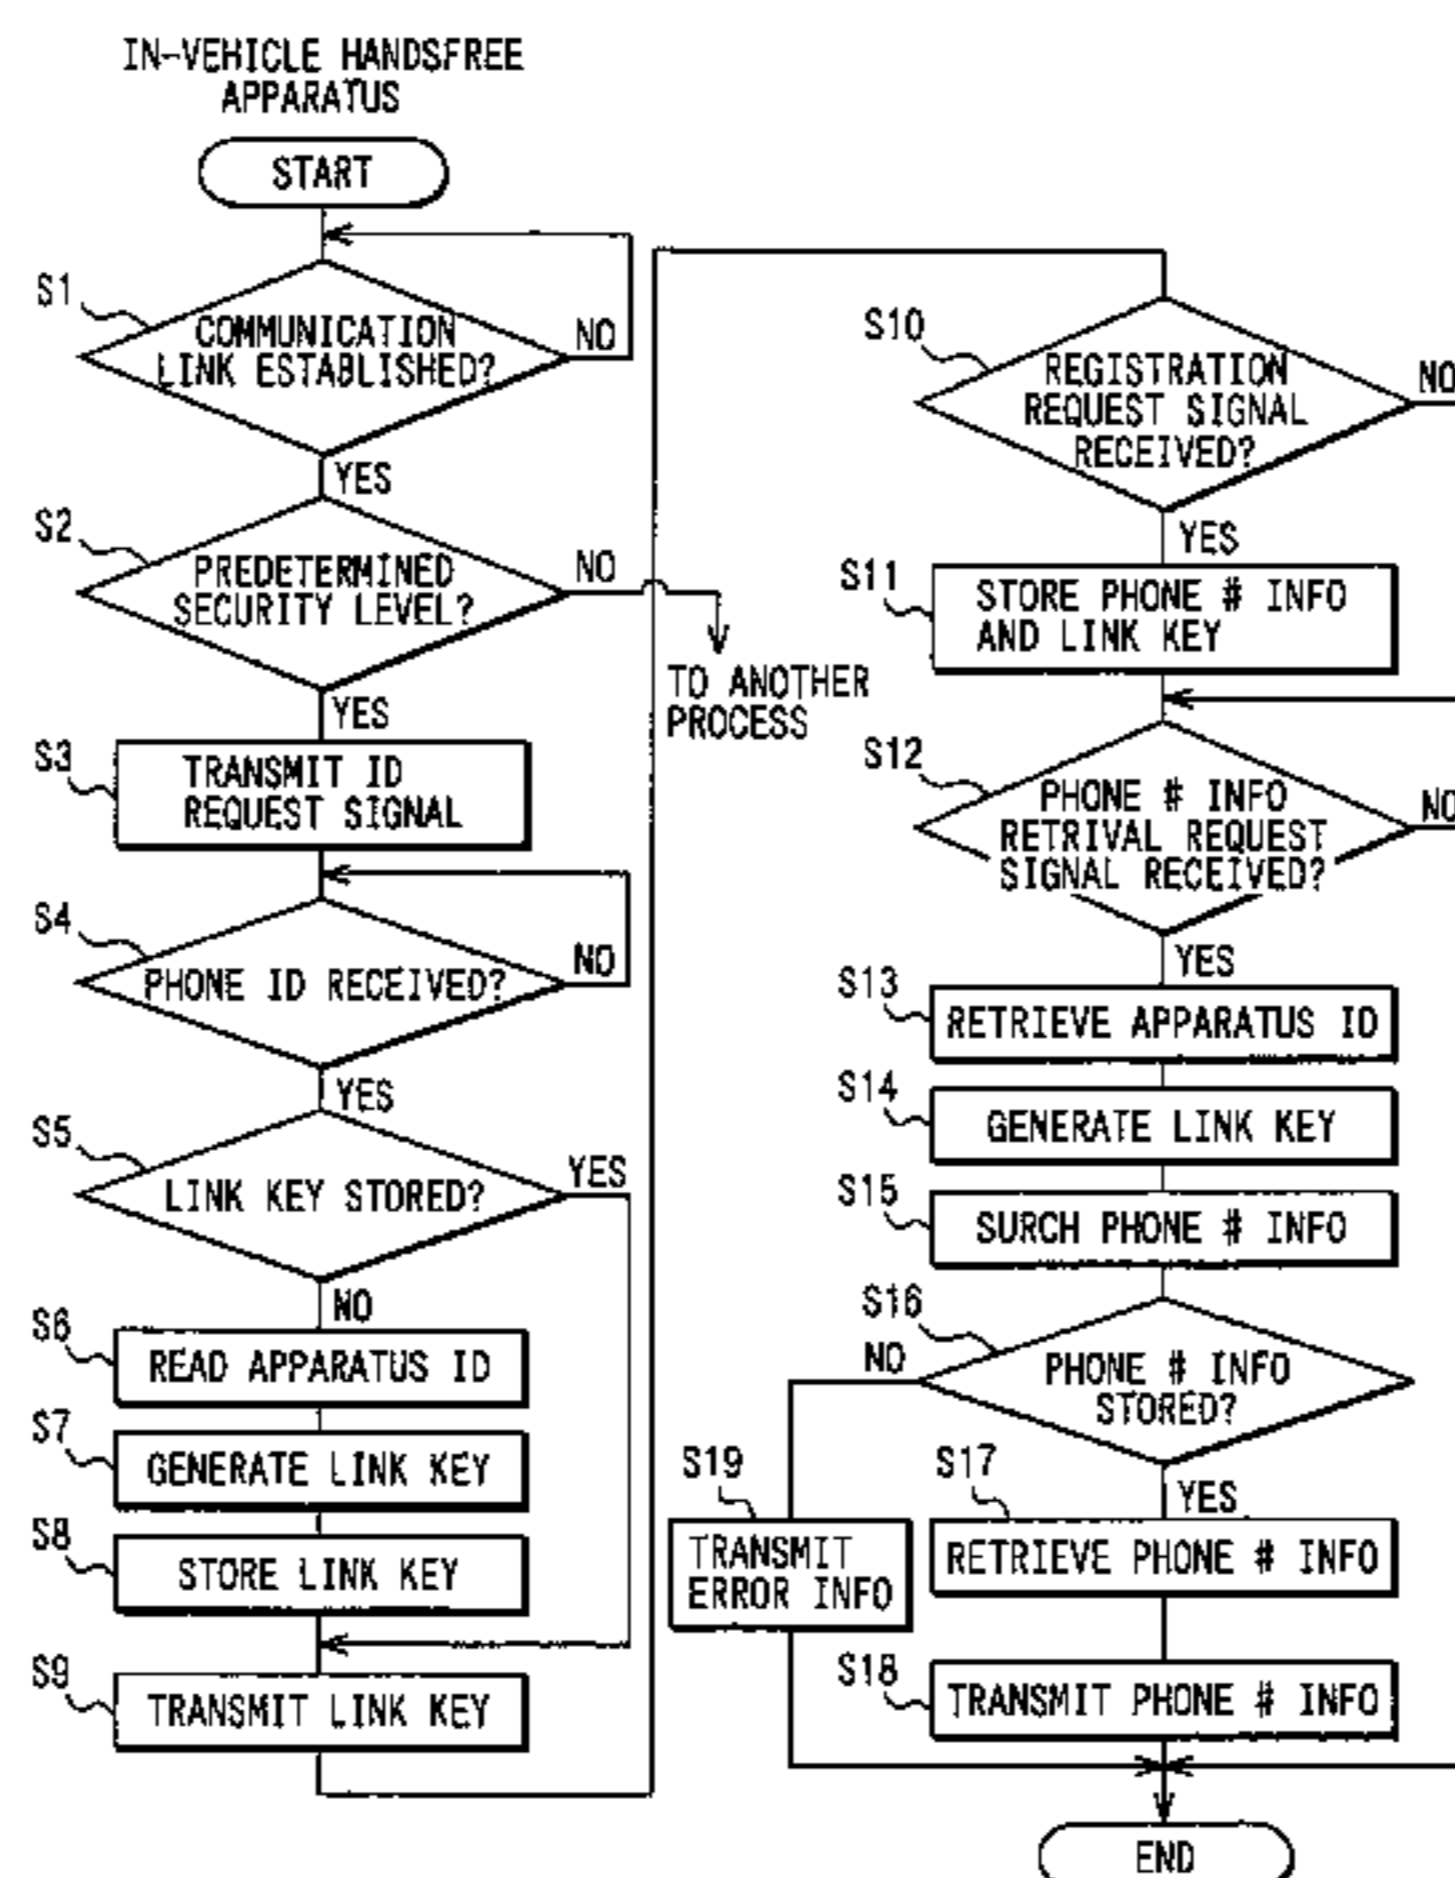 IN-VEHICLE HANDSFREE
APPARATUS
START
S1
COMMUNICATION
LINK ESTABLISHED?
NO
YES
S2
PREDETERMINED
SECURITY LEVEL?
NO
TO ANOTHER
PROCESS
YES
S3
TRANSMIT ID
REQUEST SIGNAL
S4
PHONE ID RECEIVED?
NO
YES
S5
LINK KEY STORED?
YES
NO
S6
READ APPARATUS ID
S7
GENERATE LINK KEY
S8
STORE LINK KEY
S9
TRANSMIT LINK KEY
S10
REGISTRATION
REQUEST SIGNAL
RECEIVED?
NO
YES
S11
STORE PHONE # INFO
AND LINK KEY
S12
PHONE # INFO
RETRIVAL REQUEST
SIGNAL RECEIVED?
NO
YES
S13
RETRIEVE APPARATUS ID
S14
GENERATE LINK KEY
S15
SURCH PHONE # INFO
S16
PHONE # INFO
STORED?
NO
YES
S19
TRANSMIT
ERROR INFO
S17
RETRIEVE PHONE # INFO
S18
TRANSMIT PHONE # INFO
END